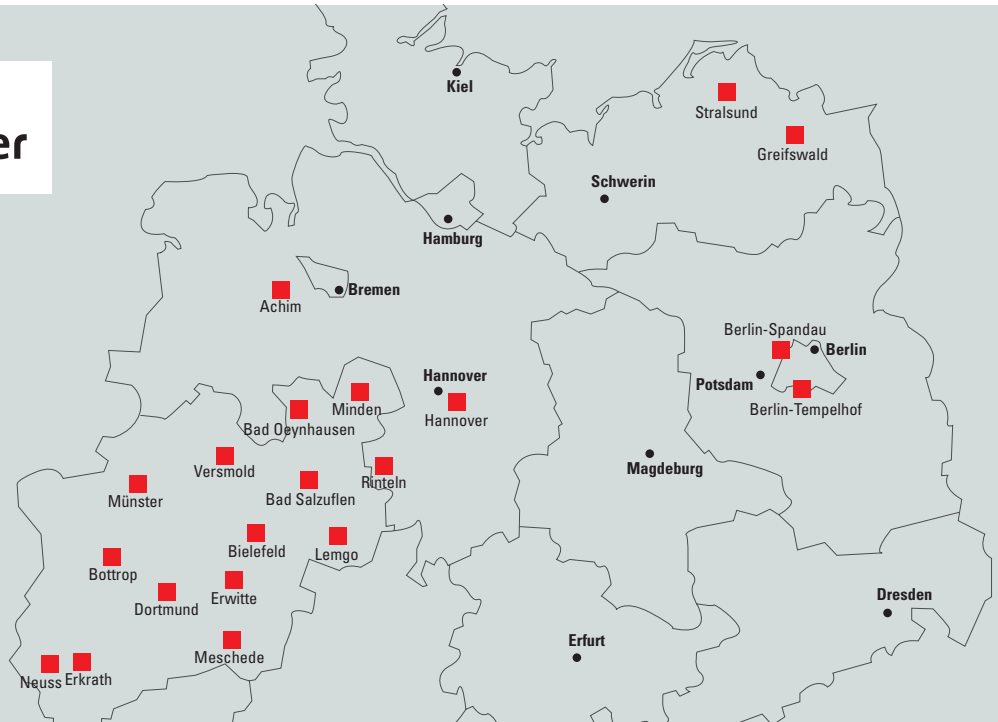 er
Kiel
Stralsund
Greifswald
Schwerin
Hamburg
Bremen
Achim
Berlin-Spandau
Berlin
Hannover
Potsdam
Minden
Hannover
Berlin-Tempelhof
Bad Oeynhausen
Versmold
Magdeburg
Rinteln
Bad Salzuflen
Münster
Bielefeld
Lemgo
Bottrop
Dortmund
Erwitte
Dresden
Erfurt
Meschede
Neuss
Erkrath